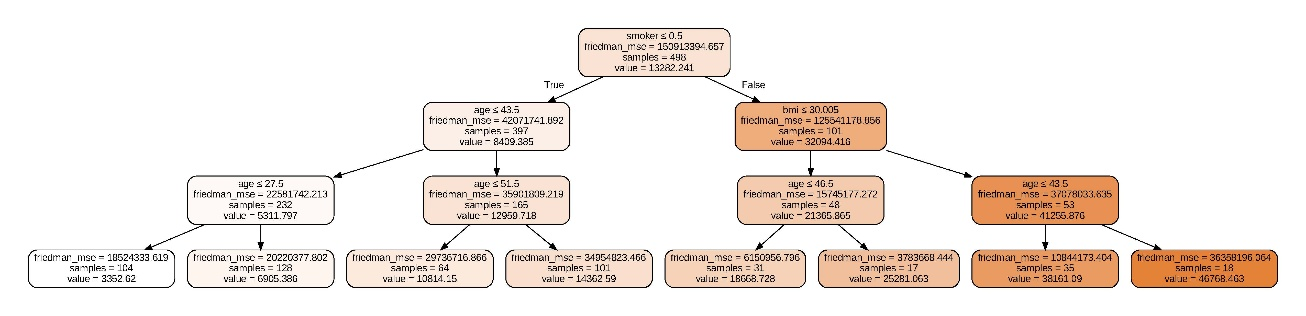 smoker ≤ 0.5
friedman_mse = 150913394.657
samples = 498
value = 13282.241
True
False
age ≤ 43.5
friedman_mse = 42071741.892
samples = 397
value = 8409.385
bmi ≤ 30.005
friedman_mse = 125541178.856
samples = 101
value = 32094.416
age ≤ 27.5
friedman_mse = 22581742.213
samples = 232
value = 5311.797
age ≤ 51.5
friedman_mse = 35901809.219
samples = 165
value = 12959.718
age ≤ 46.5
friedman_mse = 15745177.272
samples = 48
value = 21365.865
age ≤ 43.5
friedman_mse = 37078033.635
samples = 53
value = 41255.876
friedman_mse = 18524333.619
samples = 104
value = 3352.62
friedman_mse = 20220377.802
samples = 128
value = 6905.386
friedman_mse = 29736716.866
samples = 64
value = 10814.15
friedman_mse = 34954823.466
samples = 101
value = 14362.59
friedman_mse = 6150956.796
samples = 31
value = 18668.728
friedman_mse = 3783668.444
samples = 17
value = 25281.063
friedman_mse = 10844173.404
samples = 35
value = 38161.09
friedman_mse = 36358196.064
samples = 18
value = 46768.463